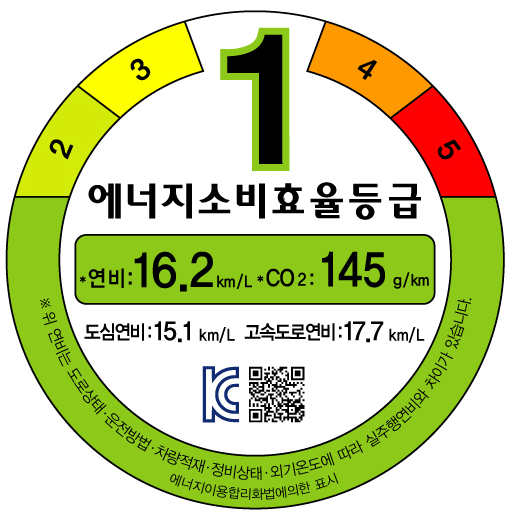 1
2
3
4
5
에너지소비효율등급
*연비:16.2km/L *CO2: 145 g/km
도심연비:15.1 km/L 고속도로연비:17.7 km/L
KC
※ 위 연비는 도로상태·운전방법·차량적재·정비상태·외기온도에 따라 실주행연비와 차이가 있습니다.
에너지이용합리화법에의한 표시